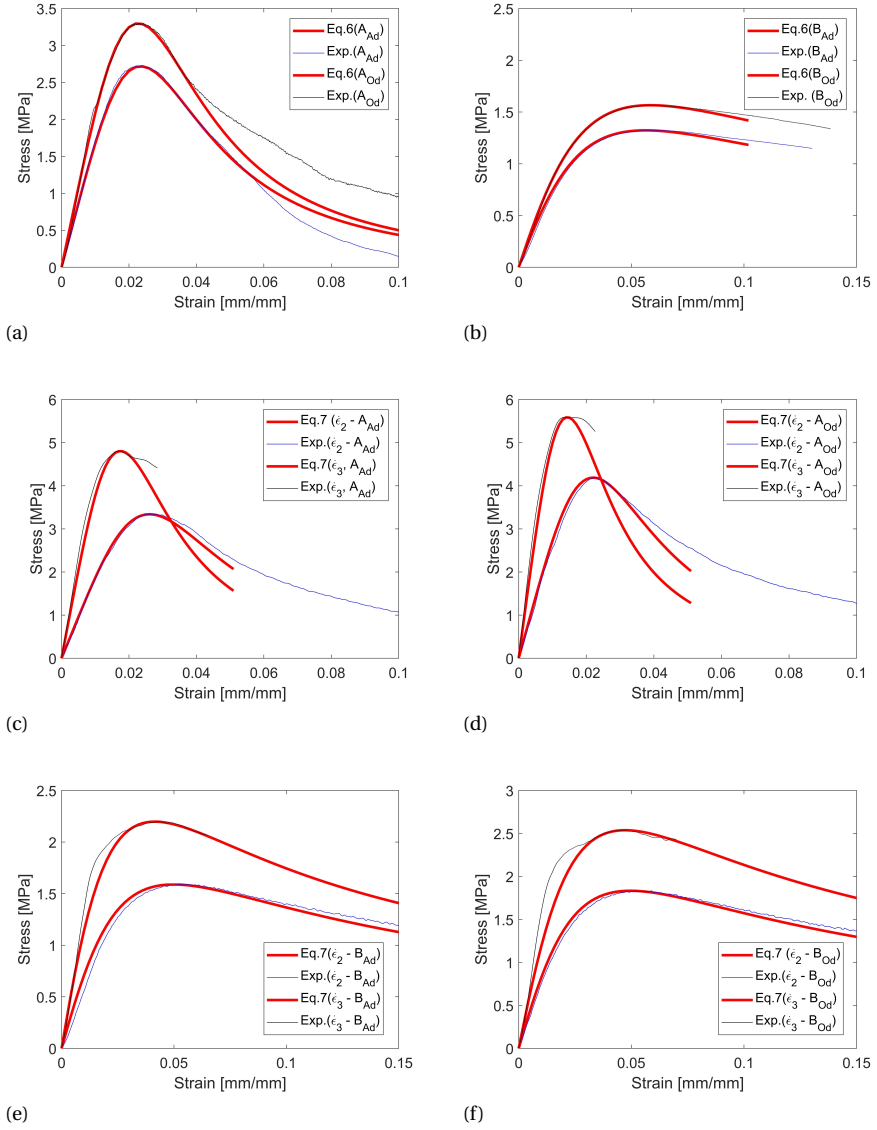 3.5
3
2.5
2
1.5
1
0.5
0
Stress [MPa]
0 0.02 0.04 0.06 0.08 0.1
Strain [mm/mm]
Eq.6(A_Ad)
Exp.(A_Ad)
Eq.6(A_Od)
Exp.(A_Od)
(a)
2.5
2
1.5
1
0.5
0
Stress [MPa]
0 0.05 0.1 0.15
Strain [mm/mm]
Eq.6(B_Ad)
Exp.(B_Ad)
Eq.6(B_Od)
Exp. (B_Od)
(b)
6
5
4
3
2
1
0
Stress [MPa]
0 0.02 0.04 0.06 0.08 0.1
Strain [mm/mm]
Eq.7 (ϵ̇_2 - A_Ad)
Exp.(ϵ̇_2 - A_Ad)
Eq.7(ϵ̇_3, A_Ad)
Exp.(ϵ̇_3, A_Ad)
(c)
6
5
4
3
2
1
0
Stress [MPa]
0 0.02 0.04 0.06 0.08 0.1
Strain [mm/mm]
Eq.7(ϵ̇_2 - A_Od)
Exp.(ϵ̇_2 - A_Od)
Eq.7(ϵ̇_3 - A_Od)
Exp.(ϵ̇_3 - A_Od)
(d)
2.5
2
1.5
1
0.5
0
Stress [MPa]
0 0.05 0.1 0.15
Strain [mm/mm]
Eq.7(ϵ̇_2 - B_Ad)
Exp.(ϵ̇_2 - B_Ad)
Eq.7(ϵ̇_3 - B_Ad)
Exp.(ϵ̇_3 - B_Ad)
(e)
3
2.5
2
1.5
1
0.5
0
Stress [MPa]
0 0.05 0.1 0.15
Strain [mm/mm]
Eq.7 (ϵ̇_2 - B_Od)
Exp.(ϵ̇_2 - B_Od)
Eq.7(ϵ̇_3 - B_Od)
Exp.(ϵ̇_3 - B_Od)
(f)